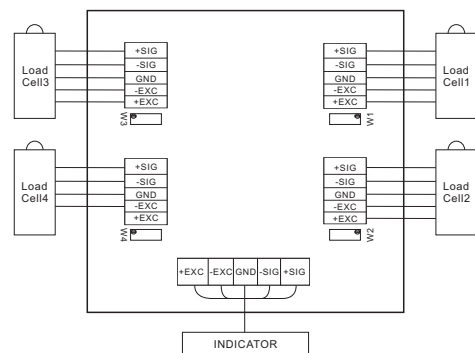 Load
Cell3
+SIG
-SIG
GND
-EXC
+EXC
W3
+SIG
-SIG
GND
-EXC
+EXC
W1
Load
Cell1
Load
Cell4
+SIG
-SIG
GND
-EXC
+EXC
W4
+SIG
-SIG
GND
-EXC
+EXC
W2
Load
Cell2
+EXC -EXC GND -SIG +SIG
INDICATOR